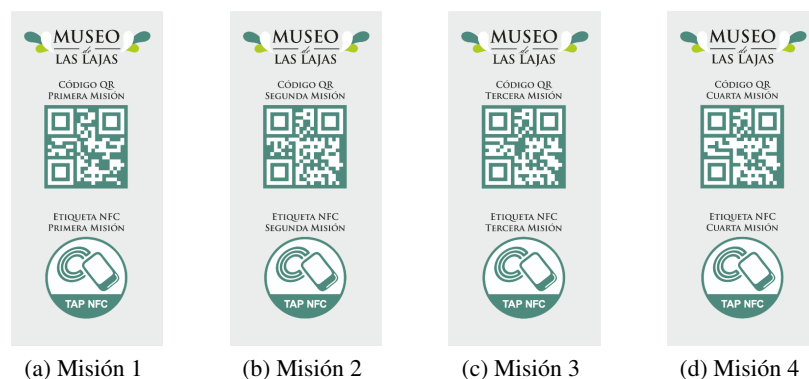 MUSEO
de
LAS LAJAS
CÓDIGO QR
PRIMERA MISIÓN
ETIQUETA NFC
PRIMERA MISIÓN
TAP NFC
(a) Misión 1
MUSEO
de
LAS LAJAS
CÓDIGO QR
SEGUNDA MISIÓN
ETIQUETA NFC
SEGUNDA MISIÓN
TAP NFC
(b) Misión 2
MUSEO
de
LAS LAJAS
CÓDIGO QR
TERCERA MISIÓN
ETIQUETA NFC
TERCERA MISIÓN
TAP NFC
(c) Misión 3
MUSEO
de
LAS LAJAS
CÓDIGO QR
CUARTA MISIÓN
ETIQUETA NFC
CUARTA MISIÓN
TAP NFC
(d) Misión 4